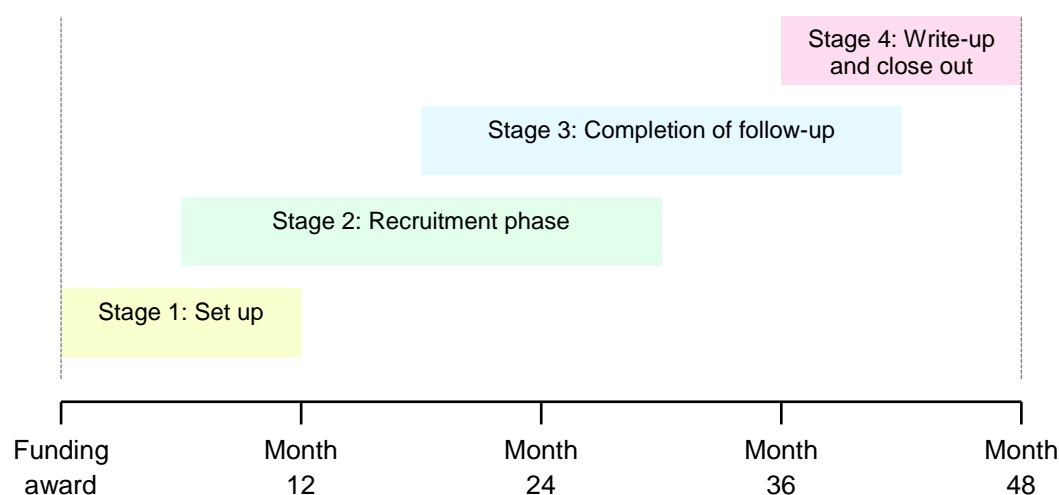 Stage 4: Write-up
and close out
Stage 3: Completion of follow-up
Stage 2: Recruitment phase
Stage 1: Set up
Funding
award
Month
12
Month
24
Month
36
Month
48